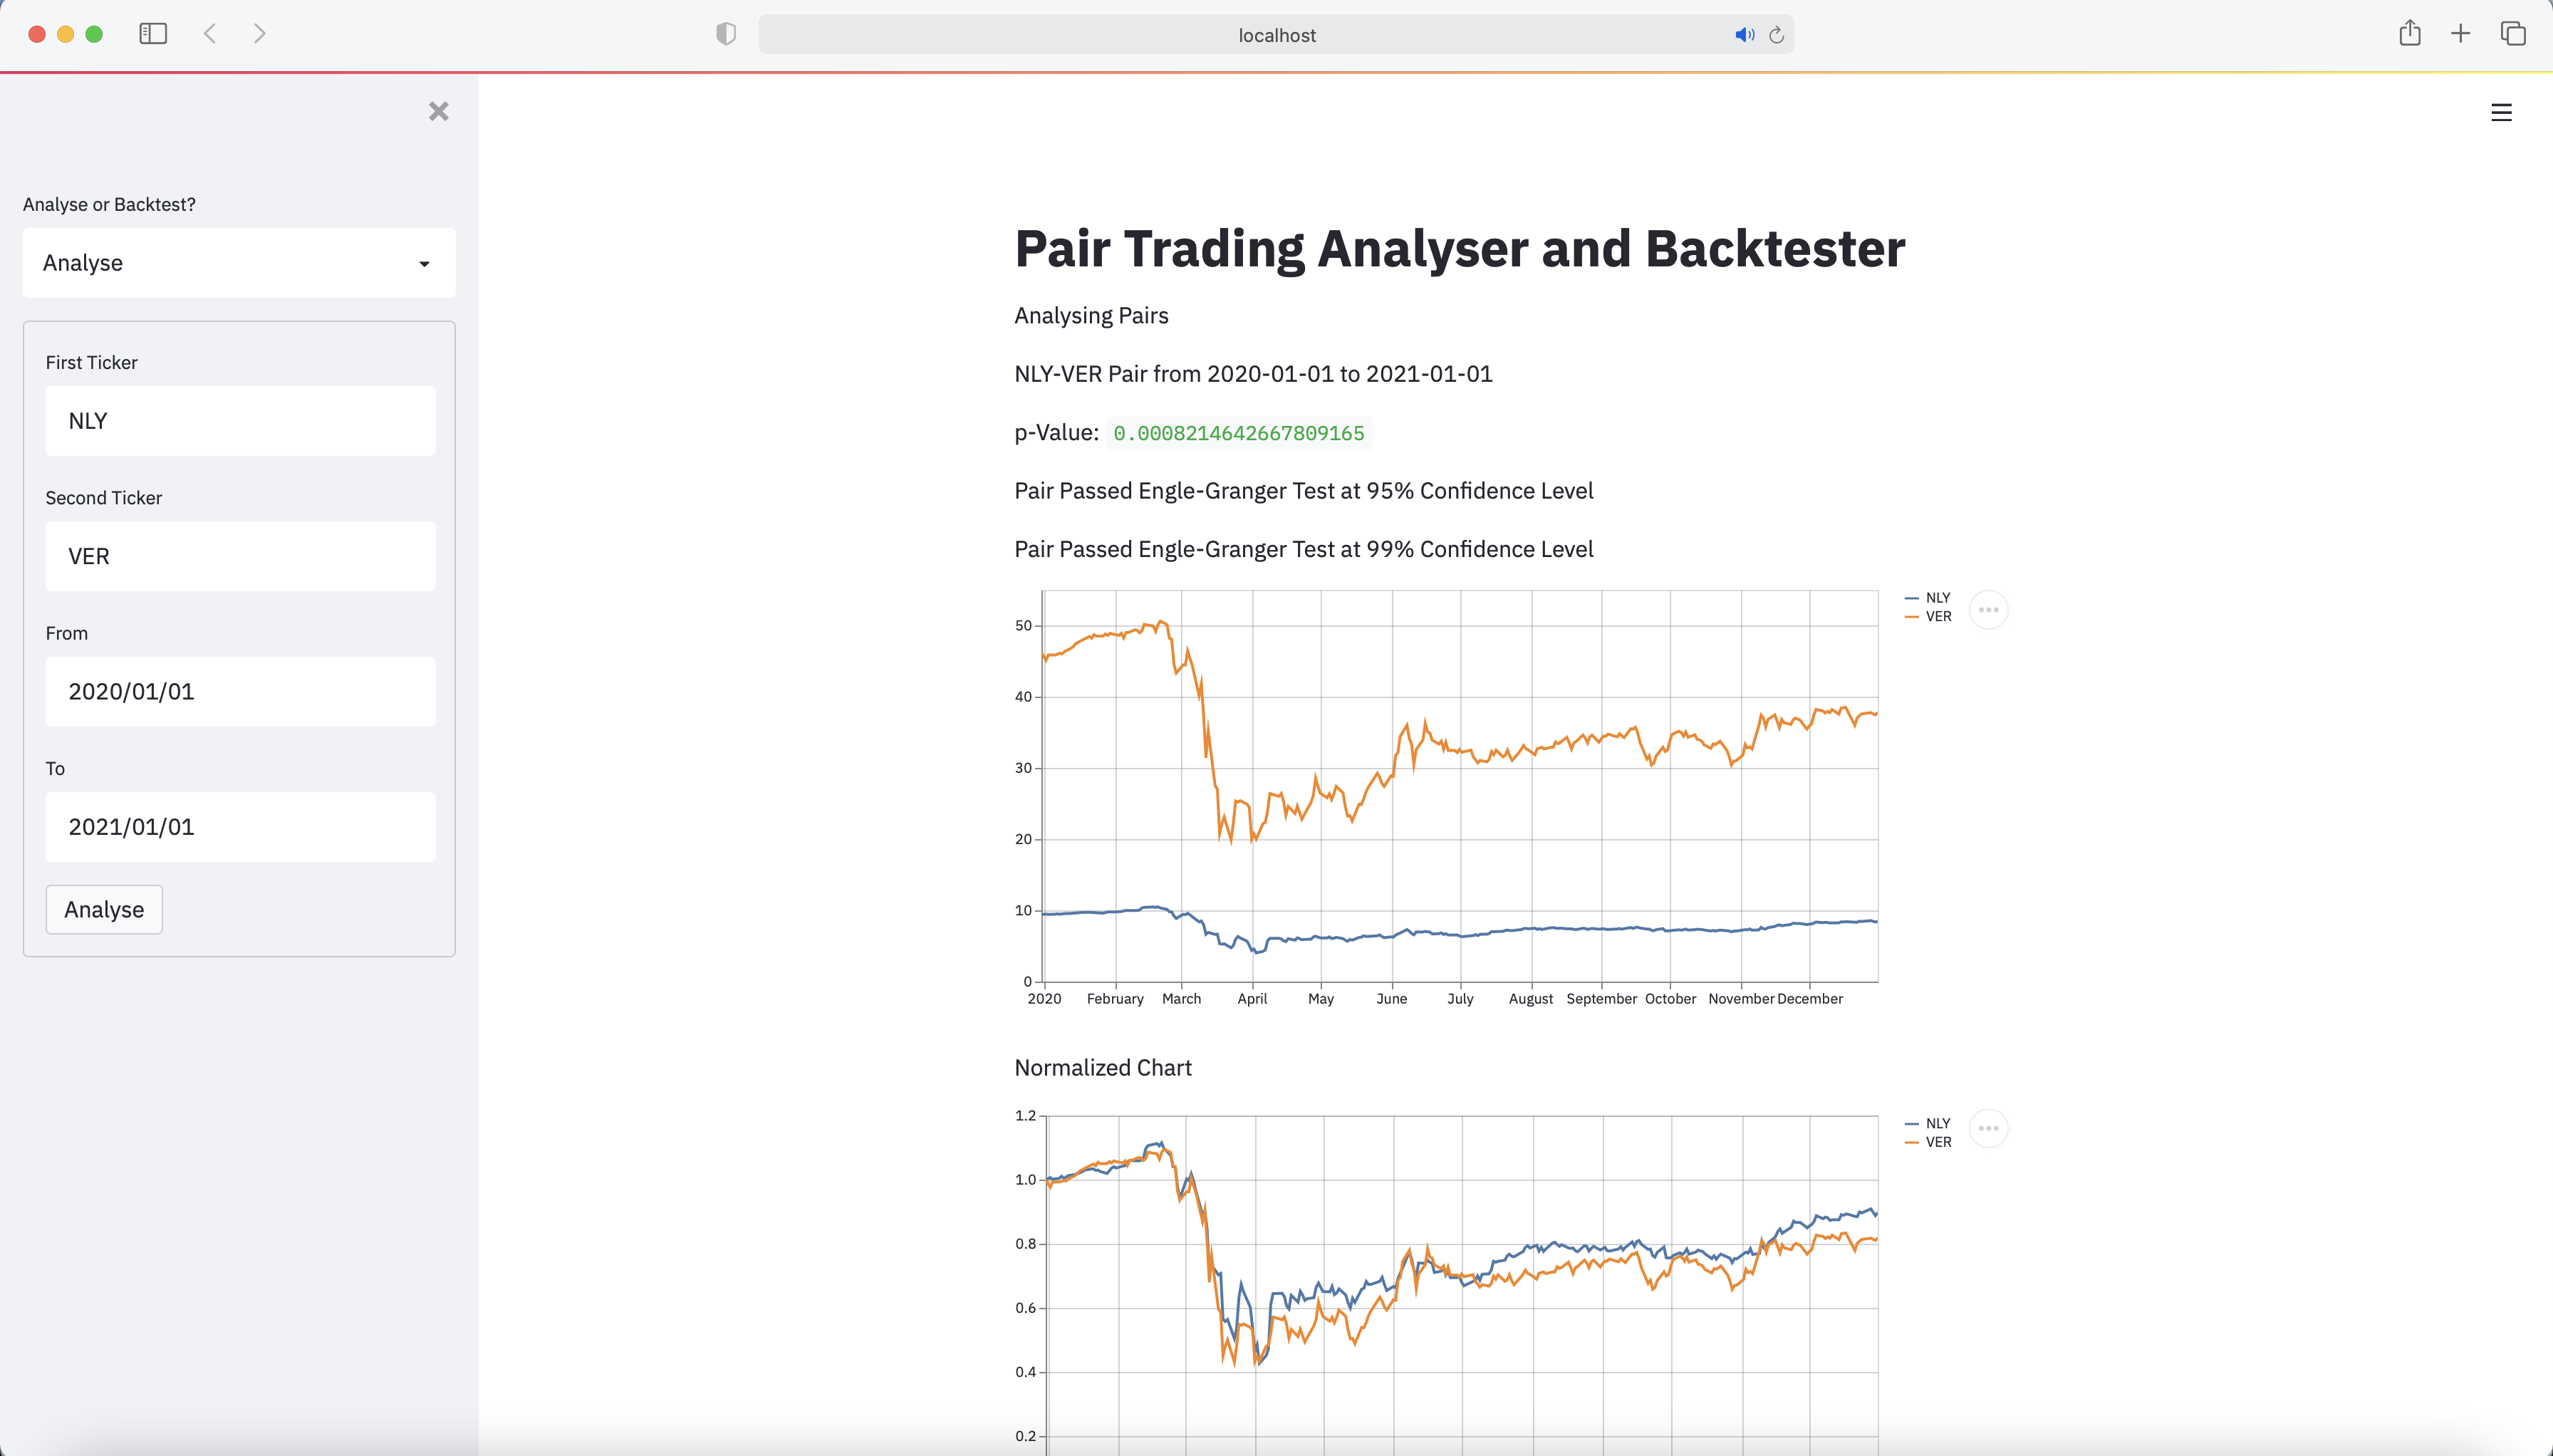 localhost
Analyse or Backtest?
Analyse
First Ticker
NLY
Second Ticker
VER
From
2020/01/01
To
2021/01/01
Analyse
Pair Trading Analyser and Backtester
Analysing Pairs
NLY-VER Pair from 2020-01-01 to 2021-01-01
p-Value: 0.0008214642667809165
Pair Passed Engle-Granger Test at 95% Confidence Level
Pair Passed Engle-Granger Test at 99% Confidence Level
NLY
VER
50
40
30
20
10
0
2020 February March April May June July August September October November December
Normalized Chart
NLY
VER
1.2
1.0
0.8
0.6
0.4
0.2